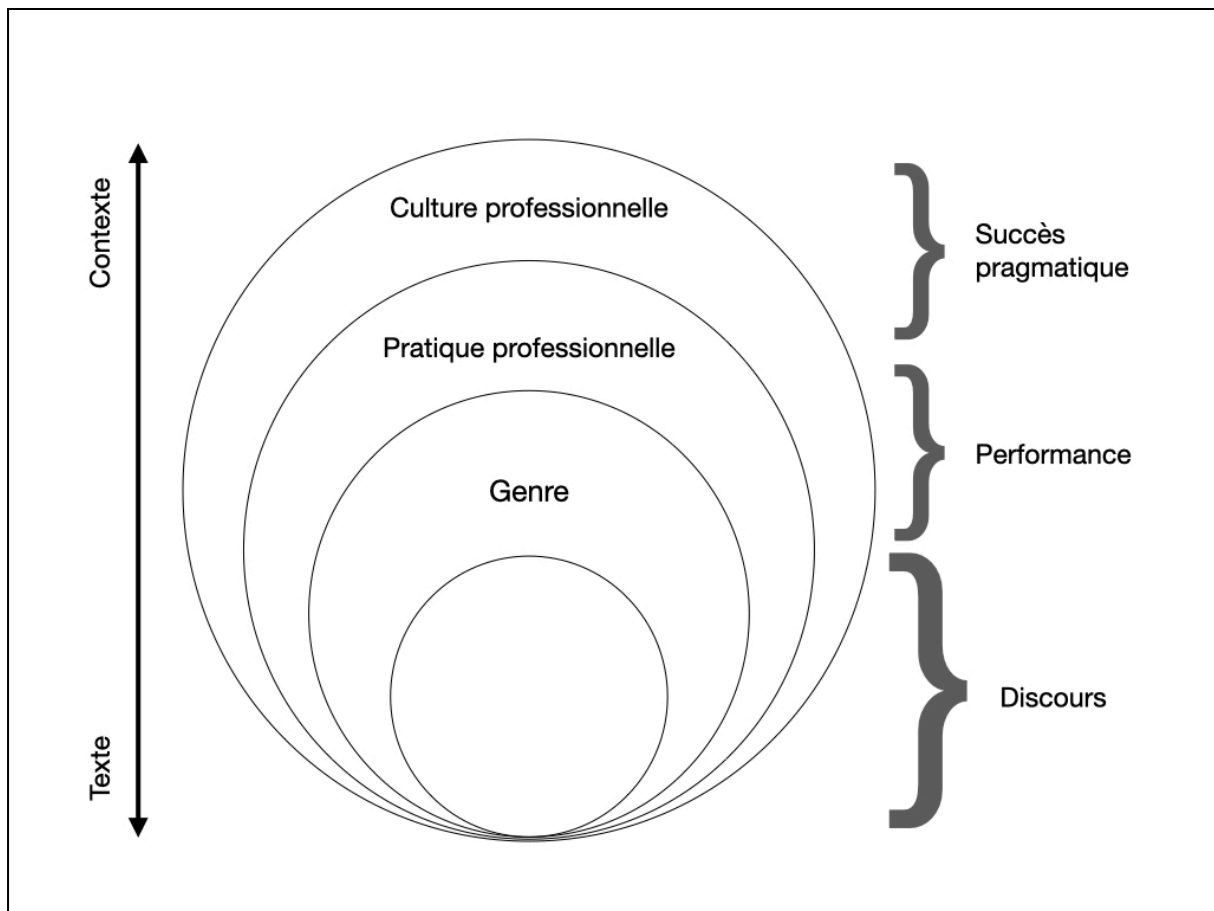 Contexte
Texte
Culture professionnelle
Pratique professionnelle
Genre
Succès
pragmatique
Performance
Discours